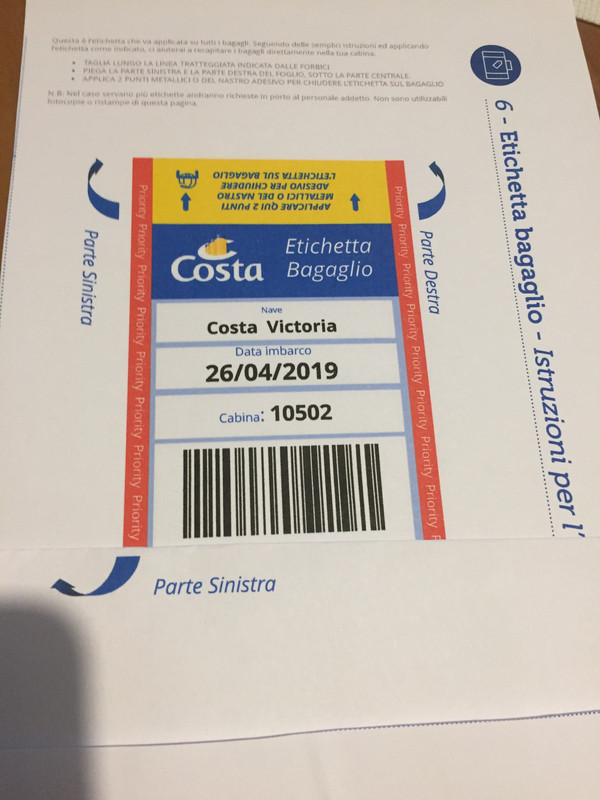 Questa è l'etichetta che va applicata su tutti i bagagli. Seguendo delle semplici istruzioni ed applicando
l'etichetta come indicato, ci aiuterai a recapitare i bagagli direttamente nella tua cabina.
• TAGLIA LUNGO LA LINEA TRATTEGGIATA INDICATA DALLE FORBICI
• PIEGA LA PARTE SINISTRA E LA PARTE DESTRA DEL FOGLIO, SOTTO LA PARTE CENTRALE.
• APPLICA 2 PUNTI METALLICI O DEL NASTRO ADESIVO PER CHIUDERE L'ETICHETTA SUL BAGAGLIO
N.B: Nel caso servano più etichette andranno richieste in porto al personale addetto. Non sono utilizzabili
fotocopie o ristampe di questa pagina.
6 - Etichetta bagaglio - Istruzioni per l'
APPLICARE QUI 2 PUNTI
METALLICI O DEL NASTRO
ADESIVO PER CHIUDERE
L'ETICHETTA SUL BAGAGLIO
Parte Sinistra
Parte Destra
Priority Priority Priority Priority Priority Priority Priority Priority Priority
Priority Priority Priority Priority Priority Priority Priority Priority P
Costa
Etichetta
Bagaglio
Nave
Costa Victoria
Data imbarco
26/04/2019
Cabina: 10502
Parte Sinistra